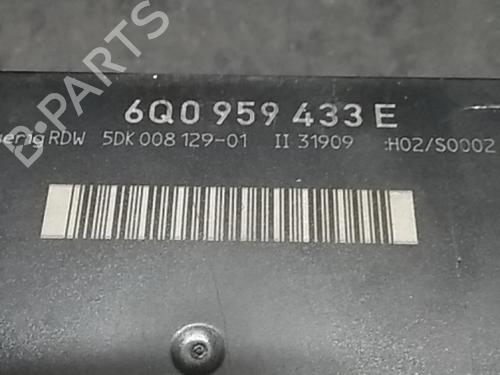 6Q0 959 433 E
RDW 5DK 008 129-01 II 31909 :H02/S0002
B-PARTS